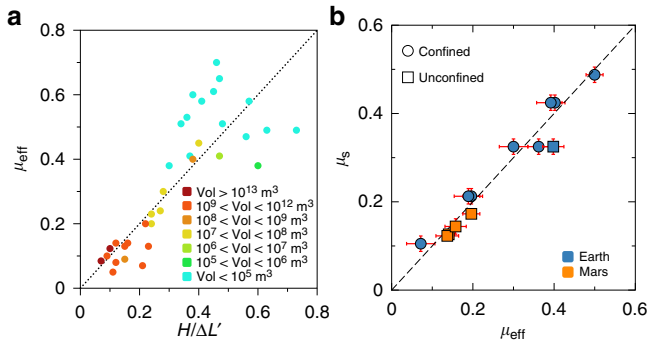 a
μeff
0.8
0.6
0.4
0.2
0
0
0.2
0.4
0.6
0.8
H/ΔL′
Vol > 10¹³ m³
10⁹ < Vol < 10¹² m³
10⁸ < Vol < 10⁹ m³
10⁷ < Vol < 10⁸ m³
10⁶ < Vol < 10⁷ m³
10⁵ < Vol < 10⁶ m³
Vol < 10⁵ m³
b
μs
0.6
0.4
0.2
0
0
0.2
0.4
0.6
μeff
Confined
Unconfined
Earth
Mars